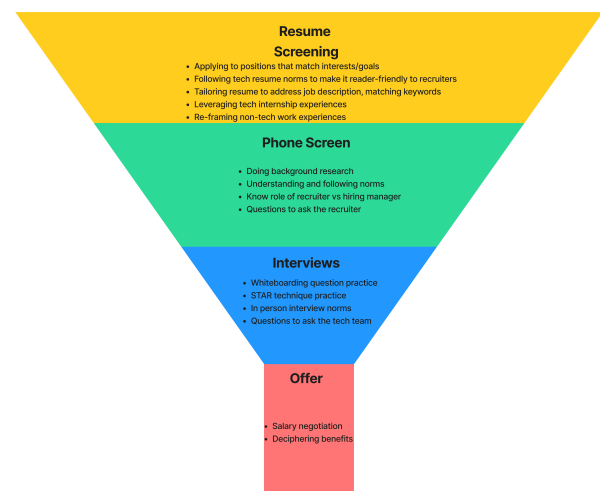 Resume
Screening
• Applying to positions that match interests/goals
• Following tech resume norms to make it reader-friendly to recruiters
• Tailoring resume to address job description, matching keywords
• Leveraging tech internship experiences
• Re-framing non-tech work experiences
Phone Screen
• Doing background research
• Understanding and following norms
• Know role of recruiter vs hiring manager
• Questions to ask the recruiter
Interviews
• Whiteboarding question practice
• STAR technique practice
• In person interview norms
• Questions to ask the tech team
Offer
• Salary negotiation
• Deciphering benefits